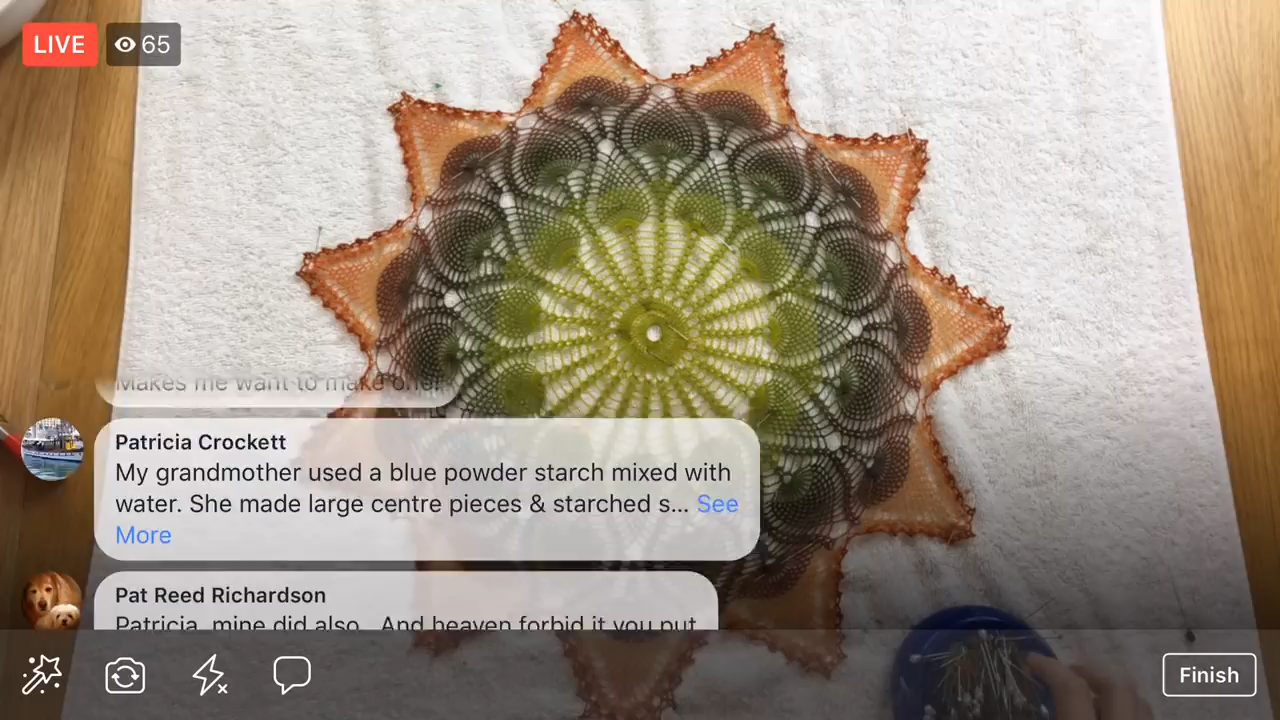 LIVE
65
Makes me want to make one!
Patricia Crockett
My grandmother used a blue powder starch mixed with
water. She made large centre pieces & starched s... See
More
Pat Reed Richardson
Patricia, mine did also. And heaven forbid it you put
Finish